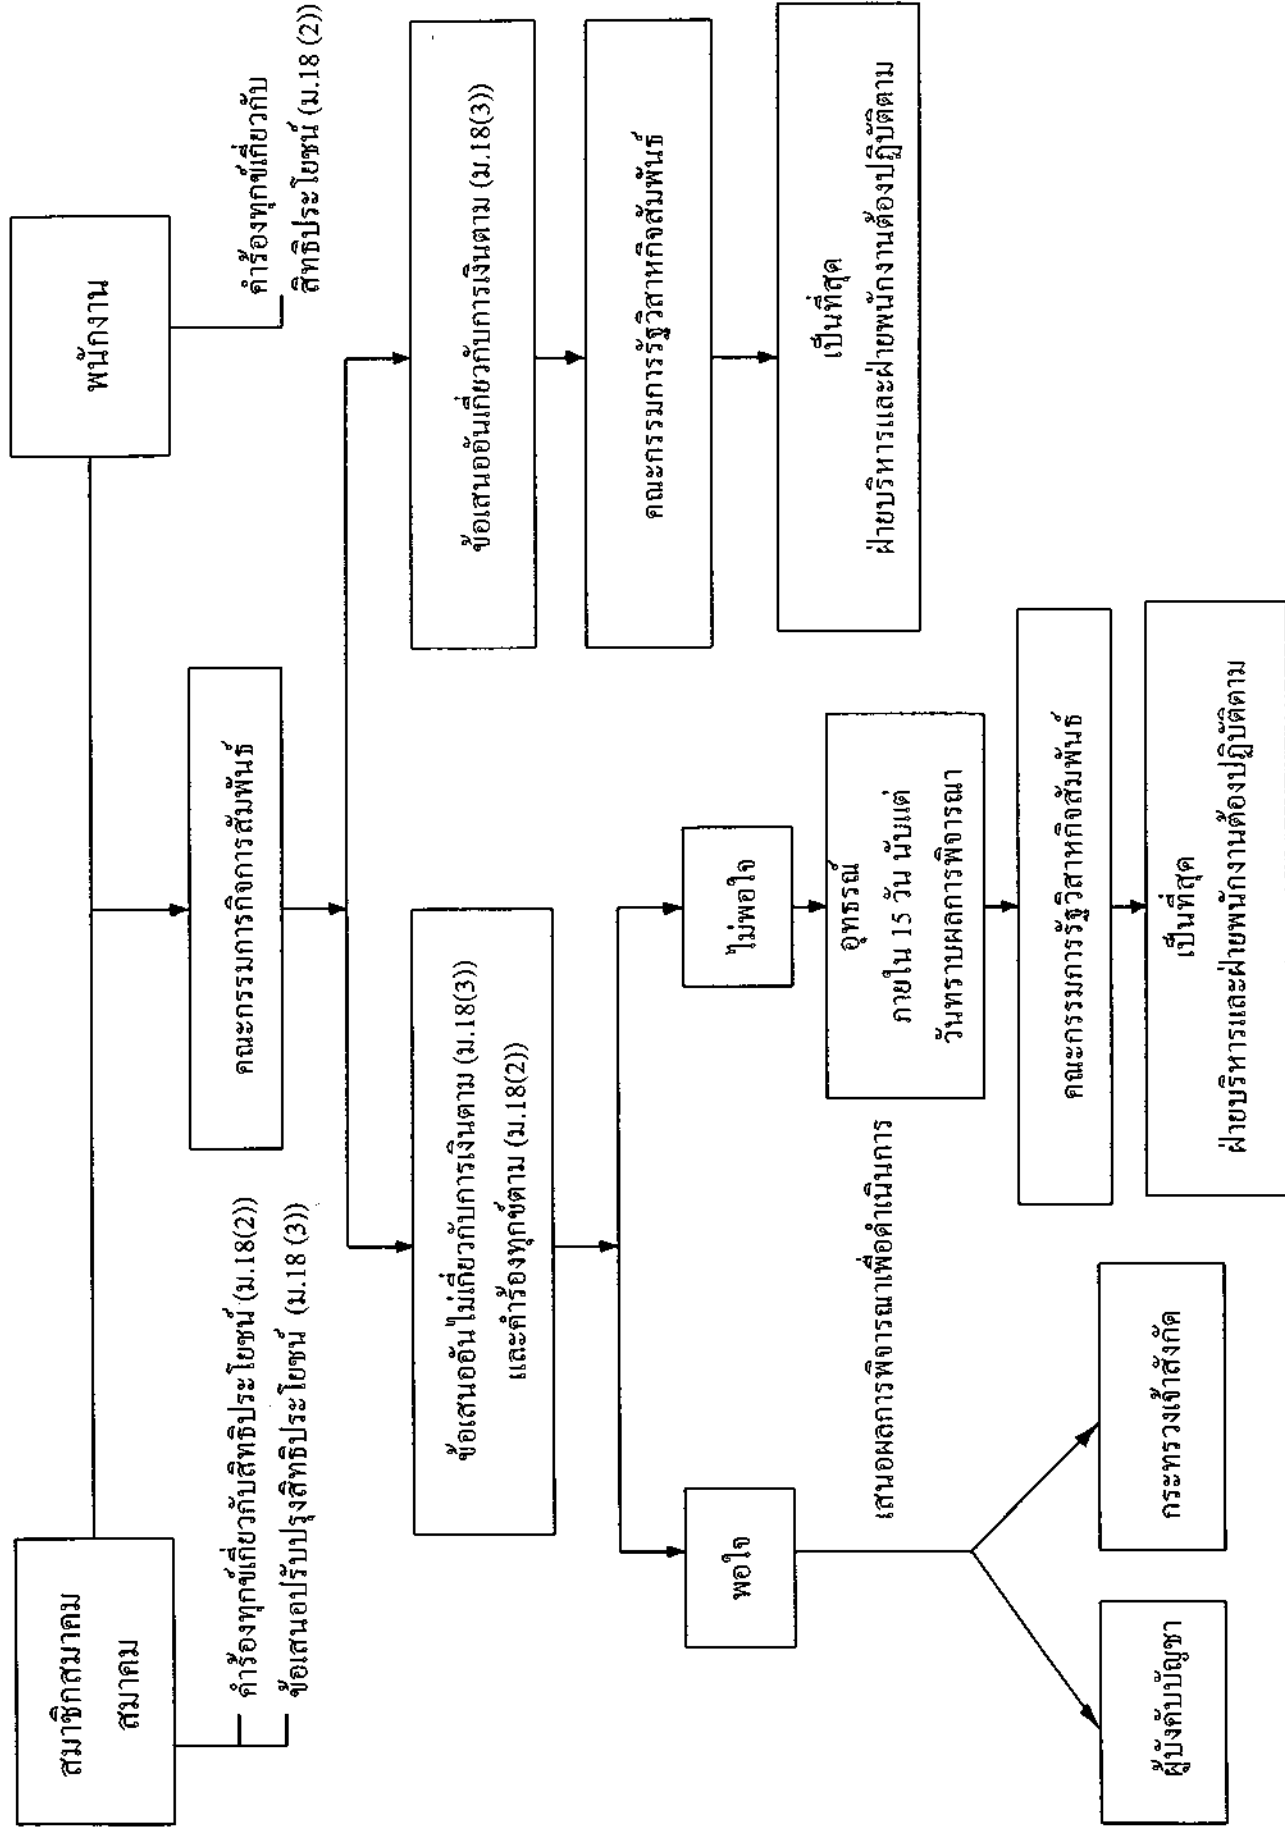 สมาชิกสมาคม
สมาคม
พนักงาน
คำร้องทุกข์เกี่ยวกับสิทธิประโยชน์ (ม.18(2))
ข้อเสนอปรับปรุงสิทธิประโยชน์ (ม.18 (3))
คำร้องทุกข์เกี่ยวกับ
สิทธิประโยชน์ (ม.18 (2))
คณะกรรมการกิจการสัมพันธ์
ข้อเสนออันไม่เกี่ยวกับการเงินตาม (ม.18(3))
และคำร้องทุกข์ตาม (ม.18(2))
ข้อเสนออันเกี่ยวกับการเงินตาม (ม.18(3))
คณะกรรมการรัฐวิสาหกิจสัมพันธ์
เป็นที่สุด
ฝ่ายบริหารและฝ่ายพนักงานต้องปฏิบัติตาม
พอใจ
ไม่พอใจ
เสนอผลการพิจารณาเพื่อดำเนินการ
อุทธรณ์
ภายใน 15 วัน นับแต่
วันทราบผลการพิจารณา
คณะกรรมการรัฐวิสาหกิจสัมพันธ์
ผู้บังคับบัญชา
กระทรวงเจ้าสังกัด
เป็นที่สุด
ฝ่ายบริหารและฝ่ายพนักงานต้องปฏิบัติตาม